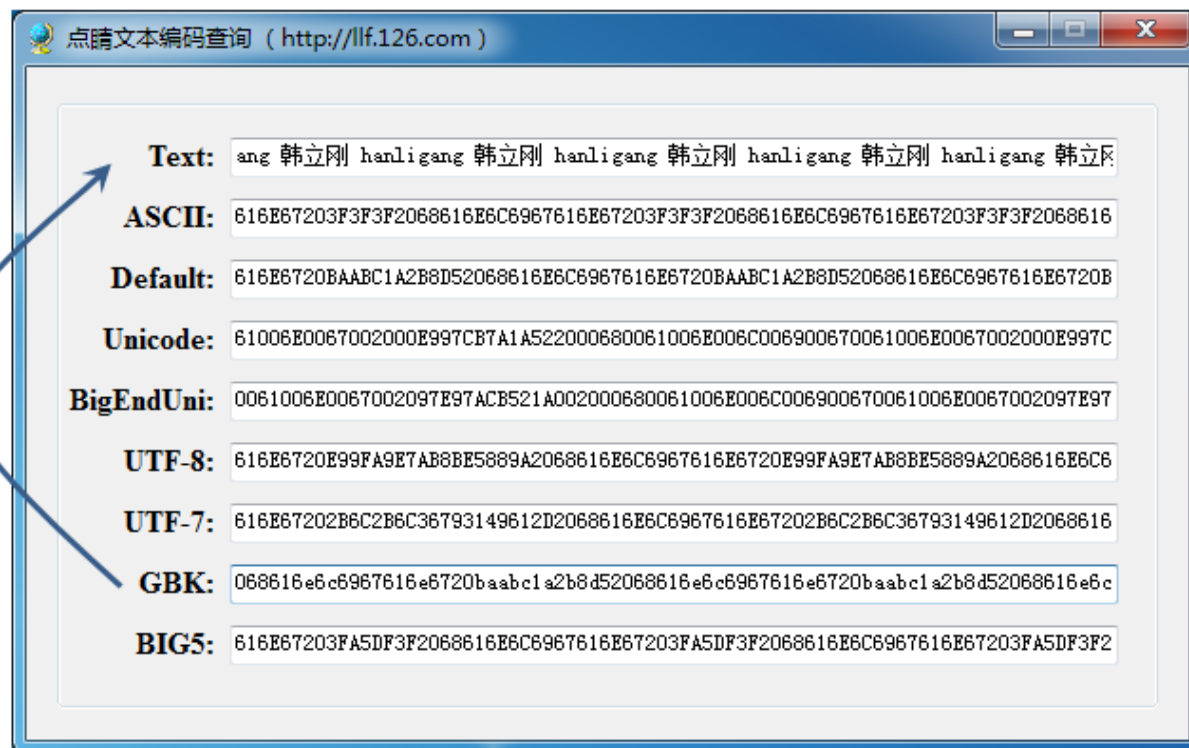 点睛文本编码查询 ( http://llf.126.com )
Text: ang 韩立刚 hanligang 韩立刚 hanligang 韩立刚 hanligang 韩立刚 hanligang 韩立
ASCII: 616E67203F3F3F2068616E6C6967616E67203F3F3F2068616E6C6967616E67203F3F3F2068616
Default: 616E6720BAABC1A2B8D52068616E6C6967616E6720BAABC1A2B8D52068616E6C6967616E6720B
Unicode: 61006E0067002000E997CB7A1A522000680061006E006C006900670061006E0067002000E997C
BigEndUni: 0061006E0067002097E97ACB521A002000680061006E006C006900670061006E0067002097E97
UTF-8: 616E6720E99FA9E7AB8BE5889A2068616E6C6967616E6720E99FA9E7AB8BE5889A2068616E6C6
UTF-7: 616E67202B6C2B6C36793149612D2068616E6C6967616E67202B6C2B6C36793149612D2068616
GBK: 068616e6c6967616e6720baabc1a2b8d52068616e6c6967616e6720baabc1a2b8d52068616e6c
BIG5: 616E67203FA5DF3F2068616E6C6967616E67203FA5DF3F2068616E6C6967616E67203FA5DF3F2